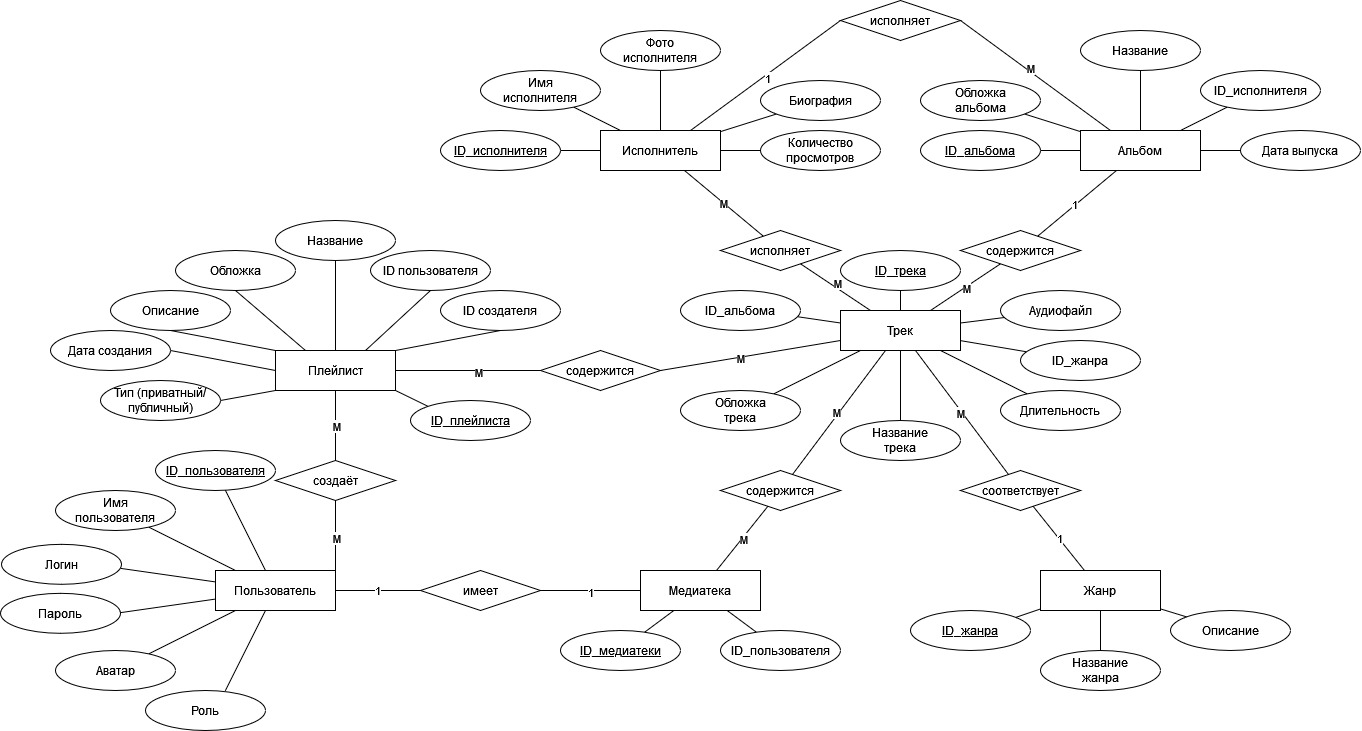 исполняет
1
М
Фото
исполнителя
Имя
исполнителя
Биография
ID_исполнителя
Исполнитель
Количество
просмотров
Название
Обложка
альбома
ID_исполнителя
ID_альбома
Альбом
Дата выпуска
М
исполняет
М
1
содержится
М
Название
Обложка
ID пользователя
Описание
ID создателя
Дата создания
Плейлист
Тип (приватный/
публичный)
ID_плейлиста
М
содержится
М
ID_трека
ID_альбома
Аудиофайл
Трек
ID_жанра
Обложка
трека
Название
трека
Длительность
М
создаёт
М
М
содержится
М
М
соответствует
1
ID_пользователя
Имя
пользователя
Логин
Пользователь
Пароль
Аватар
Роль
1
имеет
1
Медиатека
ID_медиатеки
ID_пользователя
Жанр
ID_жанра
Название
жанра
Описание